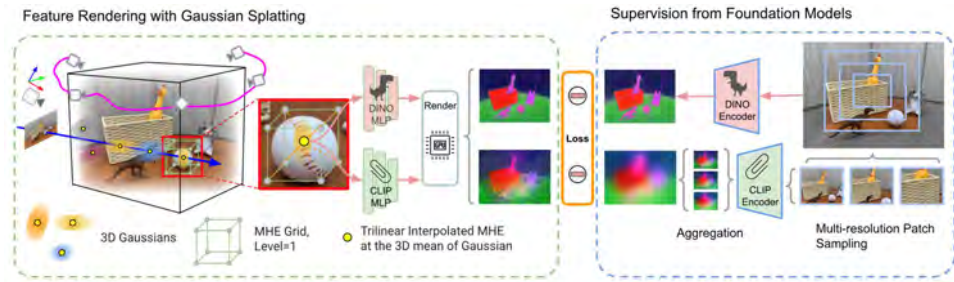 Feature Rendering with Gaussian Splatting
Supervision from Foundation Models
DINO
MLP
Render
CLIP
MLP
Loss
DINO
Encoder
CLIP
Encoder
Aggregation
Multi-resolution Patch
Sampling
3D Gaussians
MHE Grid,
Level=1
Trilinear Interpolated MHE
at the 3D mean of Gaussian